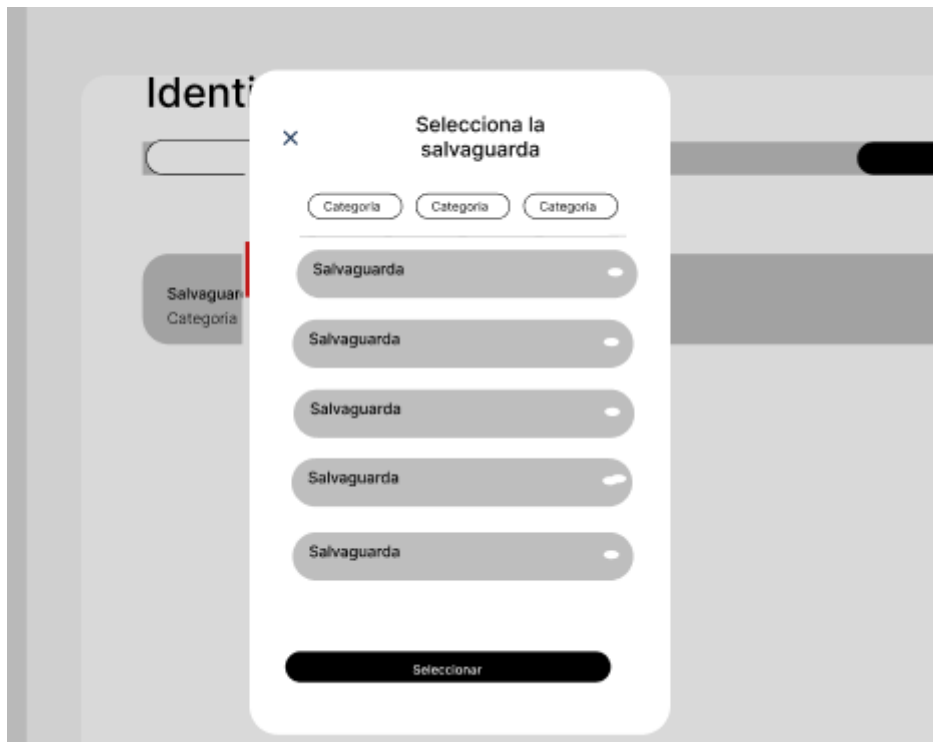 Identi
Selecciona la
salvaguarda
Categoria Categoria Categoria
Salvaguarda
Salvaguar
Categoria
Salvaguarda
Salvaguarda
Salvaguarda
Salvaguarda
Seleccionar